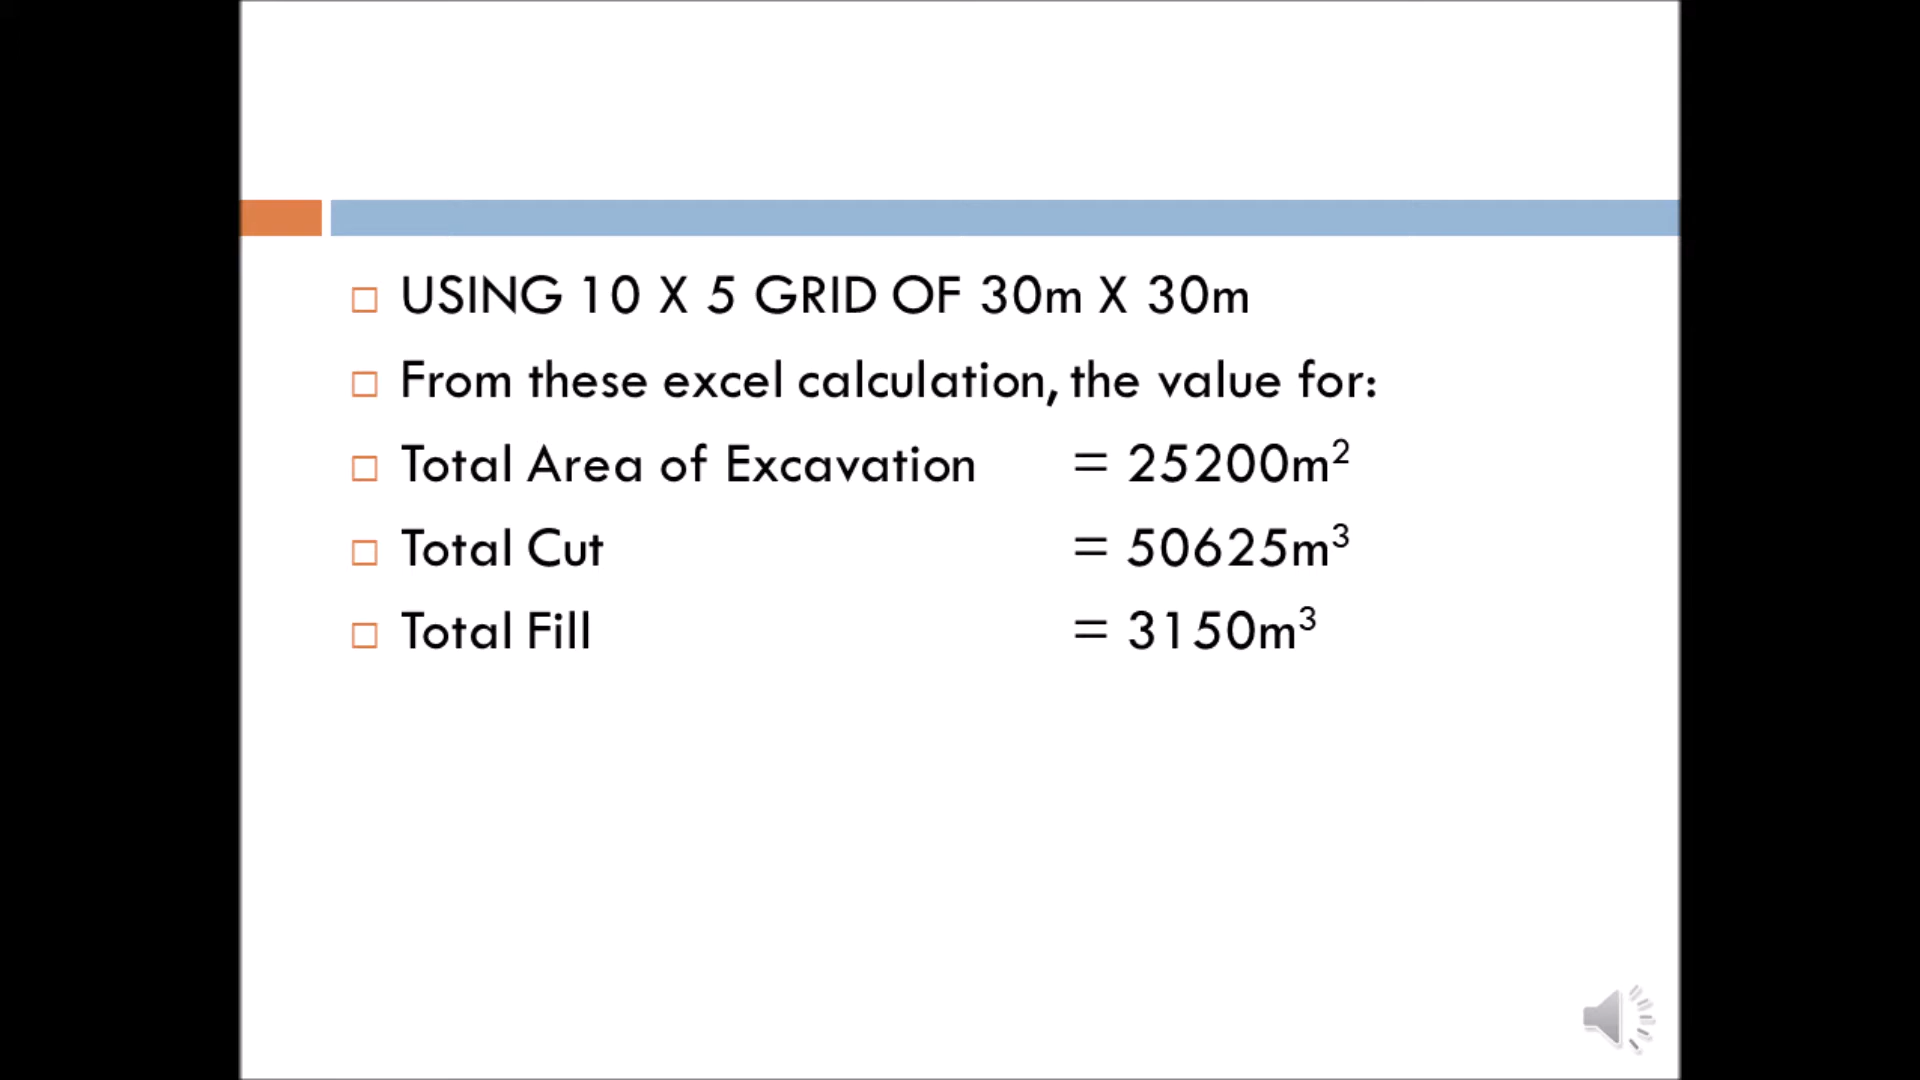 USING 10 X 5 GRID OF 30m X 30m
From these excel calculation, the value for:
Total Area of Excavation = 25200m²
Total Cut = 50625m³
Total Fill = 3150m³